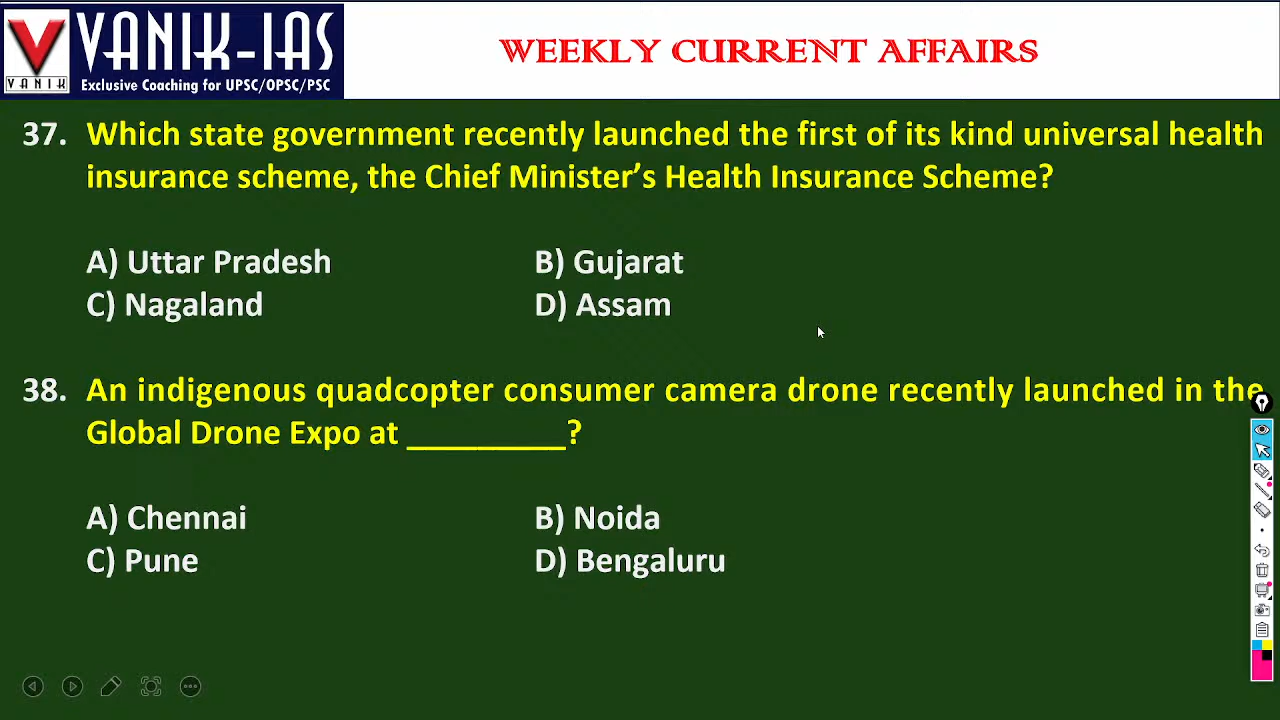 VANIK-IAS
VANIK
Exclusive Coaching for UPSC/OPSC/PSC
WEEKLY CURRENT AFFAIRS
37. Which state government recently launched the first of its kind universal health
insurance scheme, the Chief Minister’s Health Insurance Scheme?
A) Uttar Pradesh B) Gujarat
C) Nagaland D) Assam
38. An indigenous quadcopter consumer camera drone recently launched in the
Global Drone Expo at _________?
A) Chennai B) Noida
C) Pune D) Bengaluru